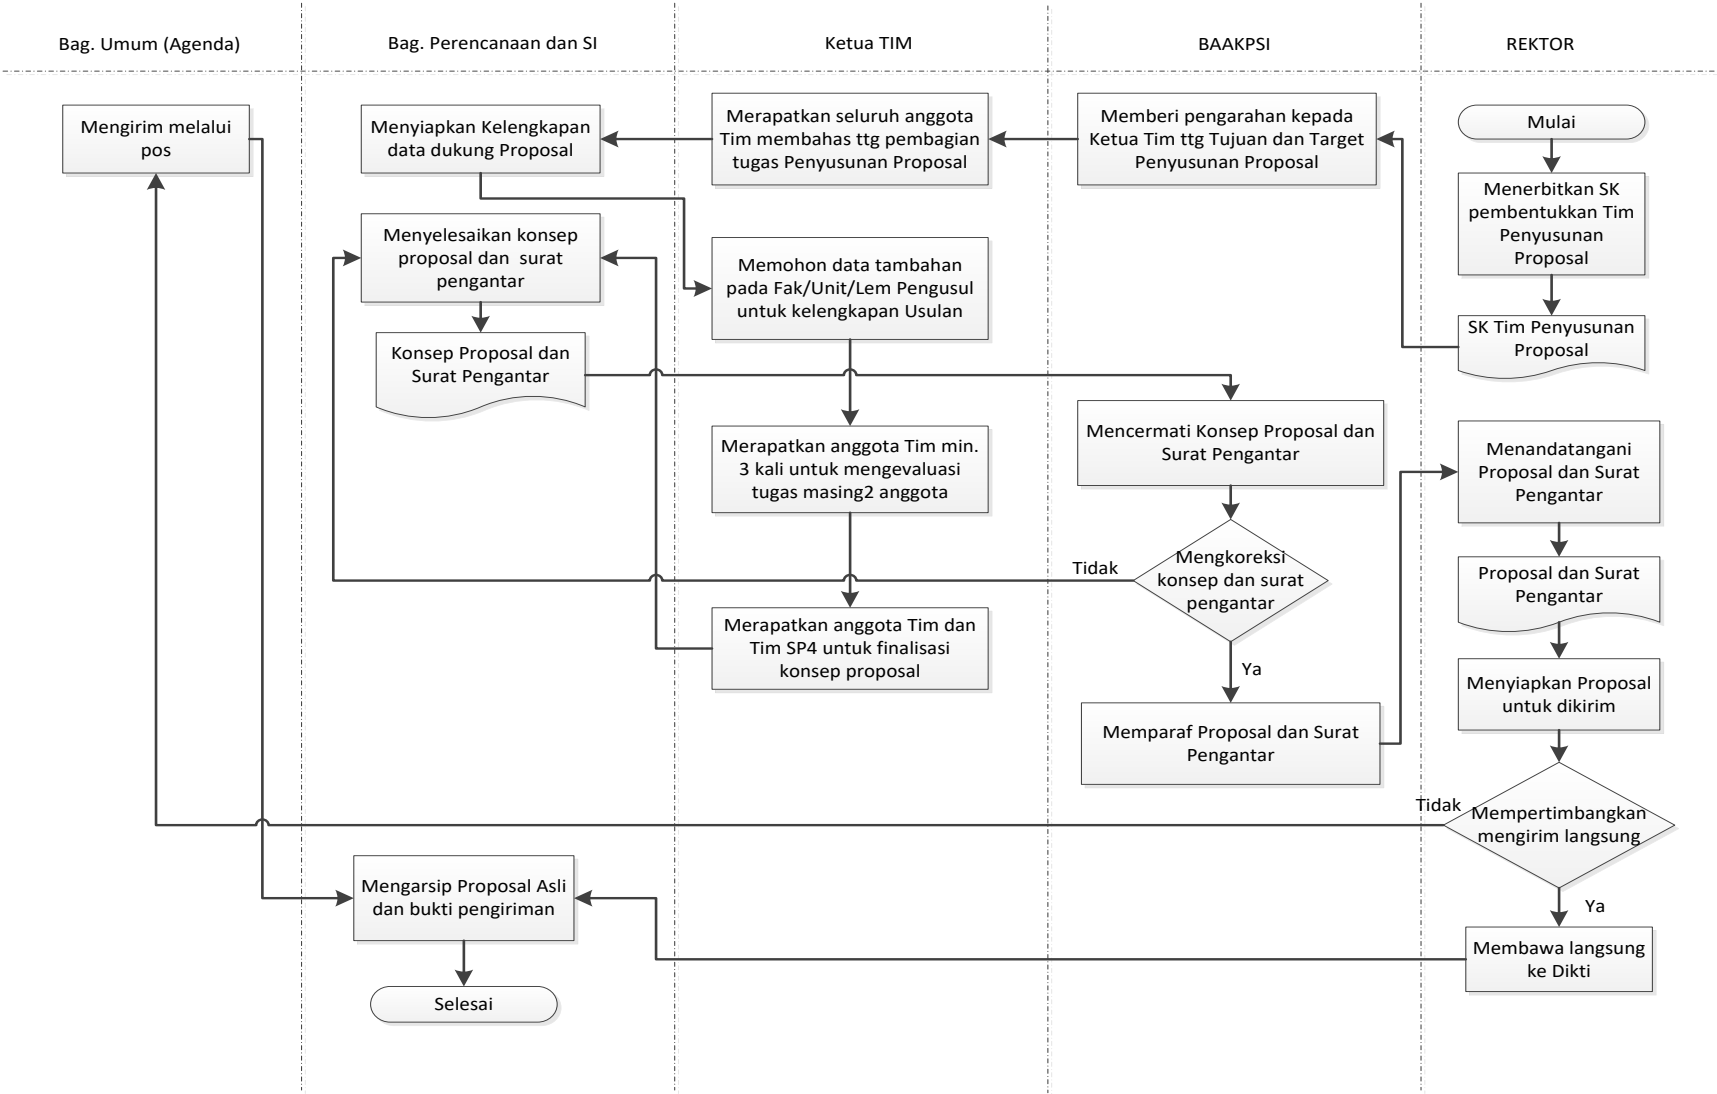 Bag. Umum (Agenda)
Bag. Perencanaan dan SI
Ketua TIM
BAAKPSI
REKTOR
Mengirim melalui
pos
Menyiapkan Kelengkapan
data dukung Proposal
Merapatkan seluruh anggota
Tim membahas ttg pembagian
tugas Penyusunan Proposal
Memberi pengarahan kepada
Ketua Tim ttg Tujuan dan Target
Penyusunan Proposal
Mulai
Menerbitkan SK
pembentukkan Tim
Penyusunan
Proposal
SK Tim Penyusunan
Proposal
Menyelesaikan konsep
proposal dan surat
pengantar
Memohon data tambahan
pada Fak/Unit/Lem Pengusul
untuk kelengkapan Usulan
Konsep Proposal dan
Surat Pengantar
Merapatkan anggota Tim min.
3 kali untuk mengevaluasi
tugas masing2 anggota
Mencermati Konsep Proposal dan
Surat Pengantar
Menandatangani
Proposal dan Surat
Pengantar
Tidak
Mengkoreksi
konsep dan surat
pengantar
Proposal dan Surat
Pengantar
Merapatkan anggota Tim dan
Tim SP4 untuk finalisasi
konsep proposal
Ya
Menyiapkan Proposal
untuk dikirim
Memparaf Proposal dan Surat
Pengantar
Tidak
Mempertimbangkan
mengirim langsung
Mengarsip Proposal Asli
dan bukti pengiriman
Ya
Membawa langsung
ke Dikti
Selesai